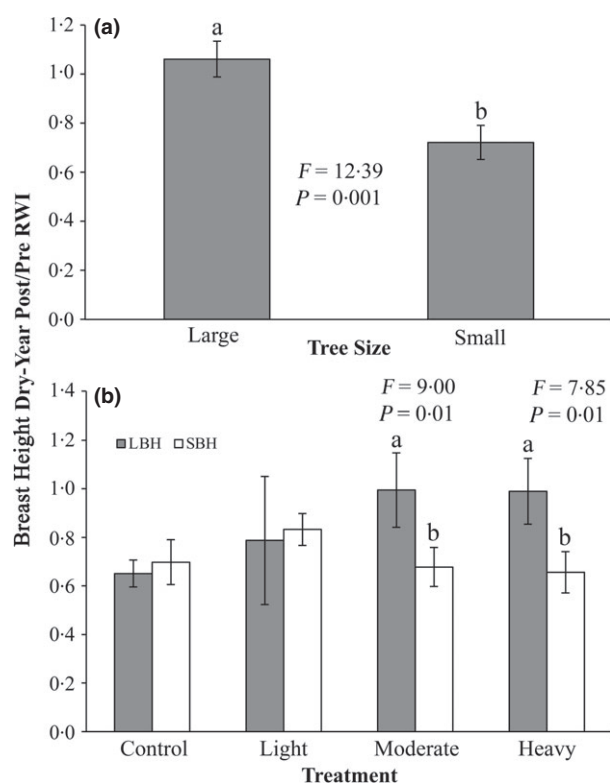 (a)
a
b
F = 12·39
P = 0·001
1·2
1·0
0·8
0·6
0·4
0·2
0·0
Large
Small
Tree Size
Breast Height Dry-Year Post/Pre RWI
(b)
LBH
SBH
F = 9·00
P = 0·01
F = 7·85
P = 0·01
a
b
a
b
1·4
1·2
1·0
0·8
0·6
0·4
0·2
0·0
Control
Light
Moderate
Heavy
Treatment